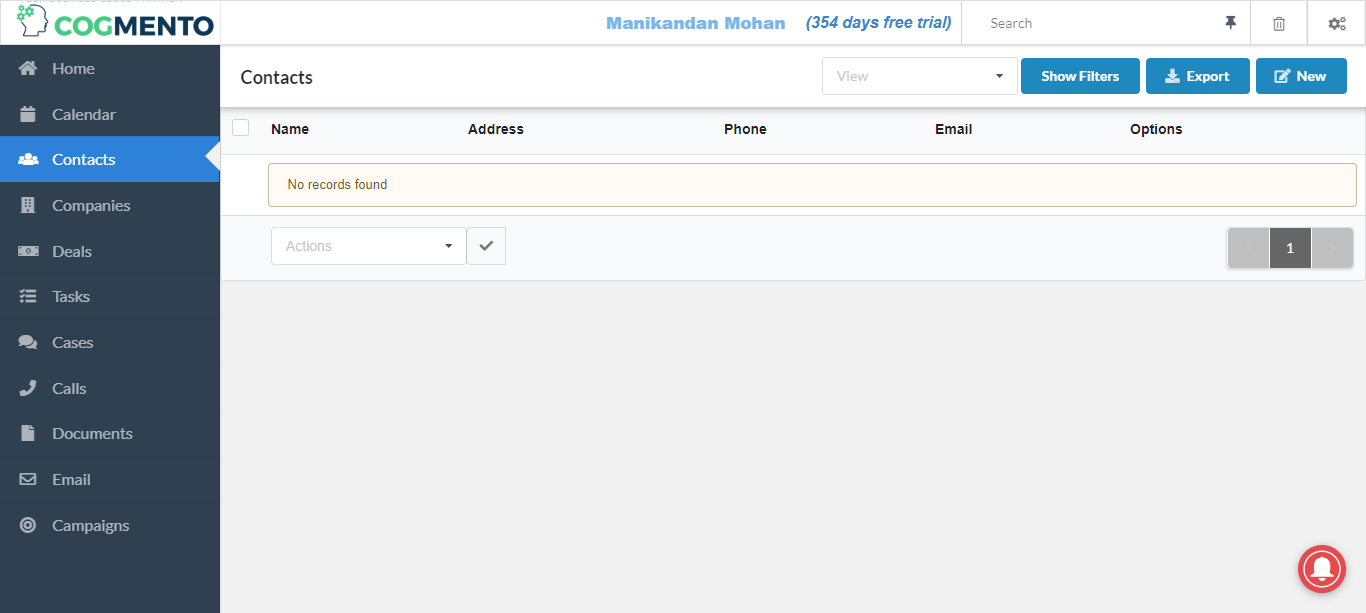 COGMENTO
Manikandan Mohan (354 days free trial) Search
Home
Calendar
Contacts
Companies
Deals
Tasks
Cases
Calls
Documents
Email
Campaigns
Contacts View Show Filters Export New
Name Address Phone Email Options
No records found
Actions 1